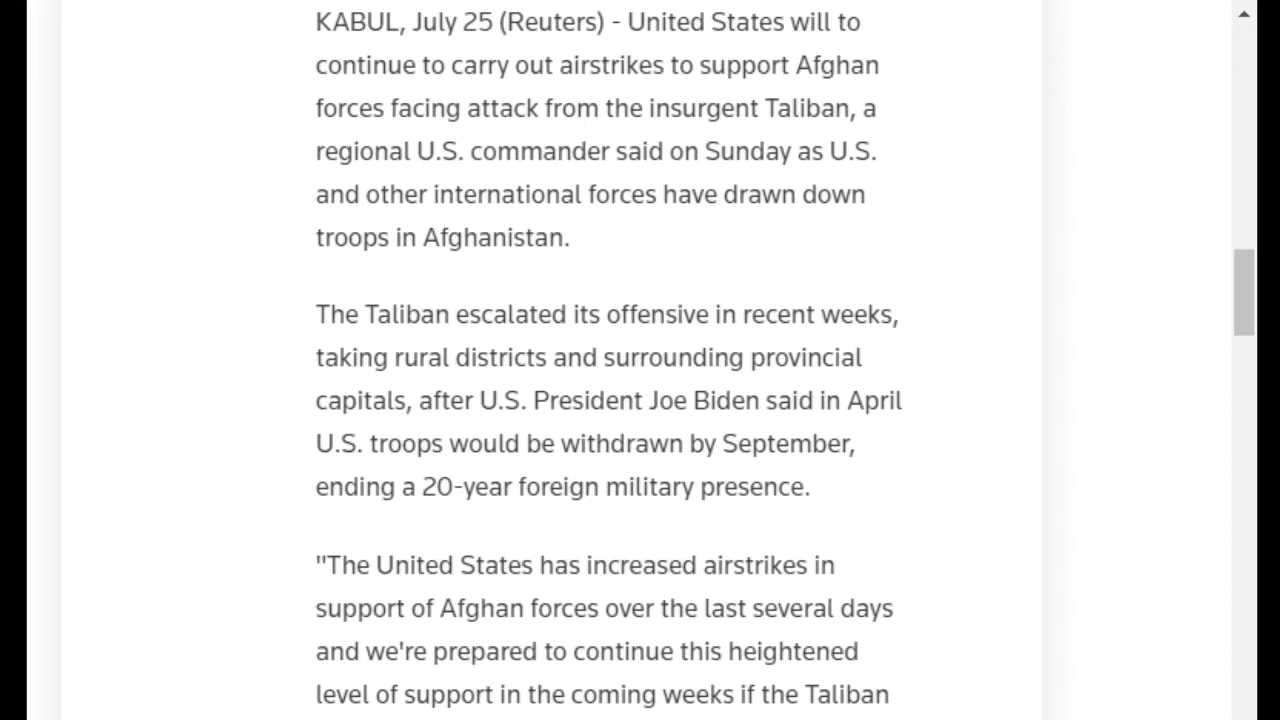 KABUL, July 25 (Reuters) - United States will to
continue to carry out airstrikes to support Afghan
forces facing attack from the insurgent Taliban, a
regional U.S. commander said on Sunday as U.S.
and other international forces have drawn down
troops in Afghanistan.
The Taliban escalated its offensive in recent weeks,
taking rural districts and surrounding provincial
capitals, after U.S. President Joe Biden said in April
U.S. troops would be withdrawn by September,
ending a 20-year foreign military presence.
"The United States has increased airstrikes in
support of Afghan forces over the last several days
and we're prepared to continue this heightened
level of support in the coming weeks if the Taliban